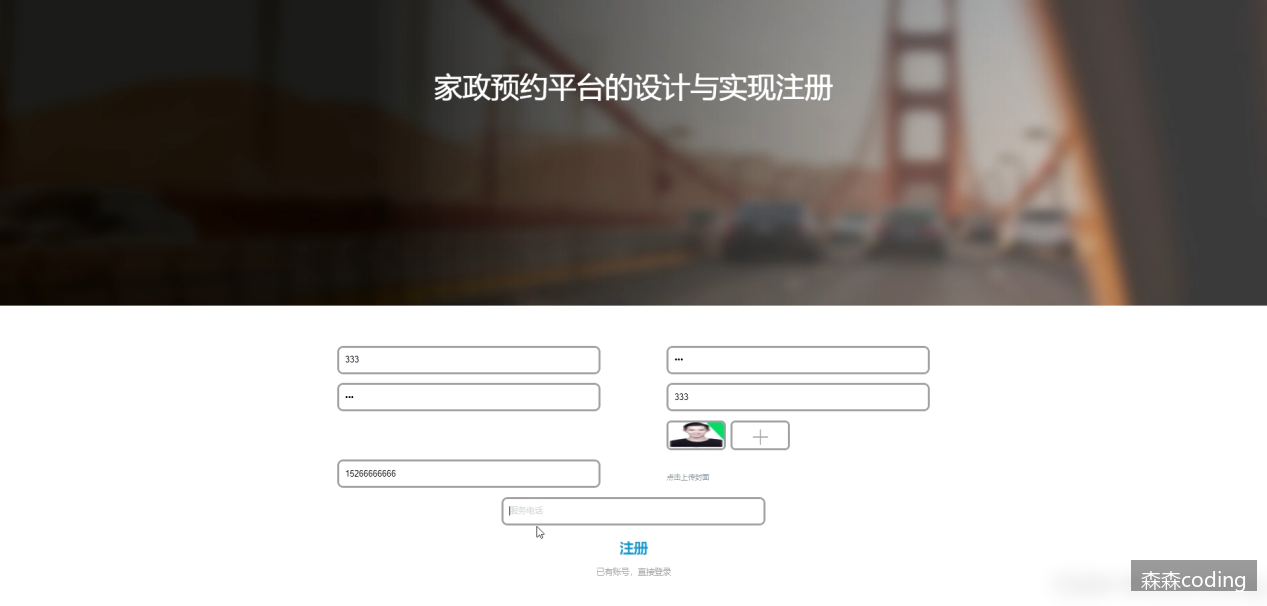 家政预约平台的设计与实现注册
333
•••
•••
333
15266666666
点击上传封面
服务电话
注册
已有账号，直接登录
森森coding